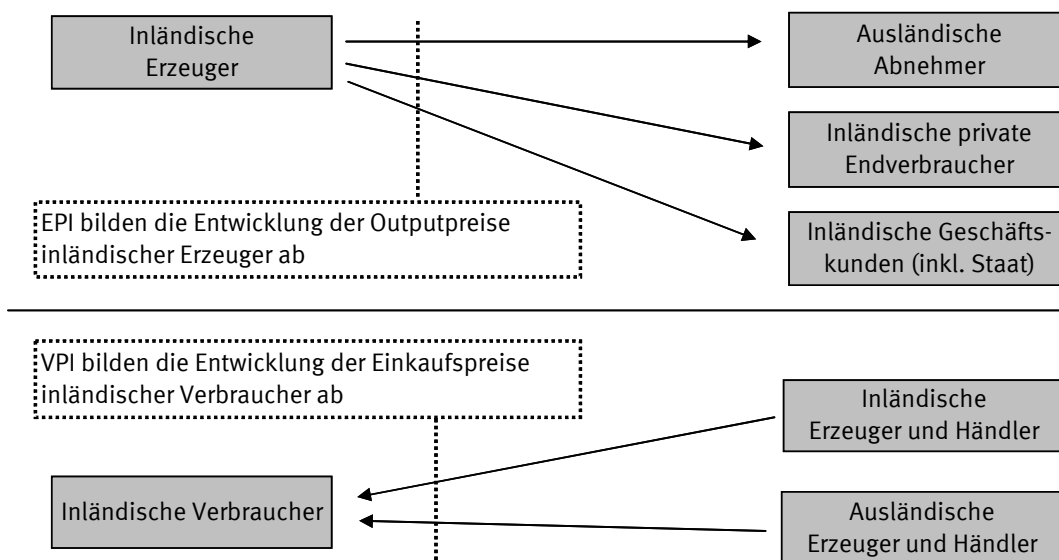 Inländische
Erzeuger
Ausländische
Abnehmer
Inländische private
Endverbraucher
EPI bilden die Entwicklung der Outputpreise
inländischer Erzeuger ab
Inländische Geschäfts-
kunden (inkl. Staat)
VPI bilden die Entwicklung der Einkaufspreise
inländischer Verbraucher ab
Inländische
Erzeuger und Händler
Inländische Verbraucher
Ausländische
Erzeuger und Händler